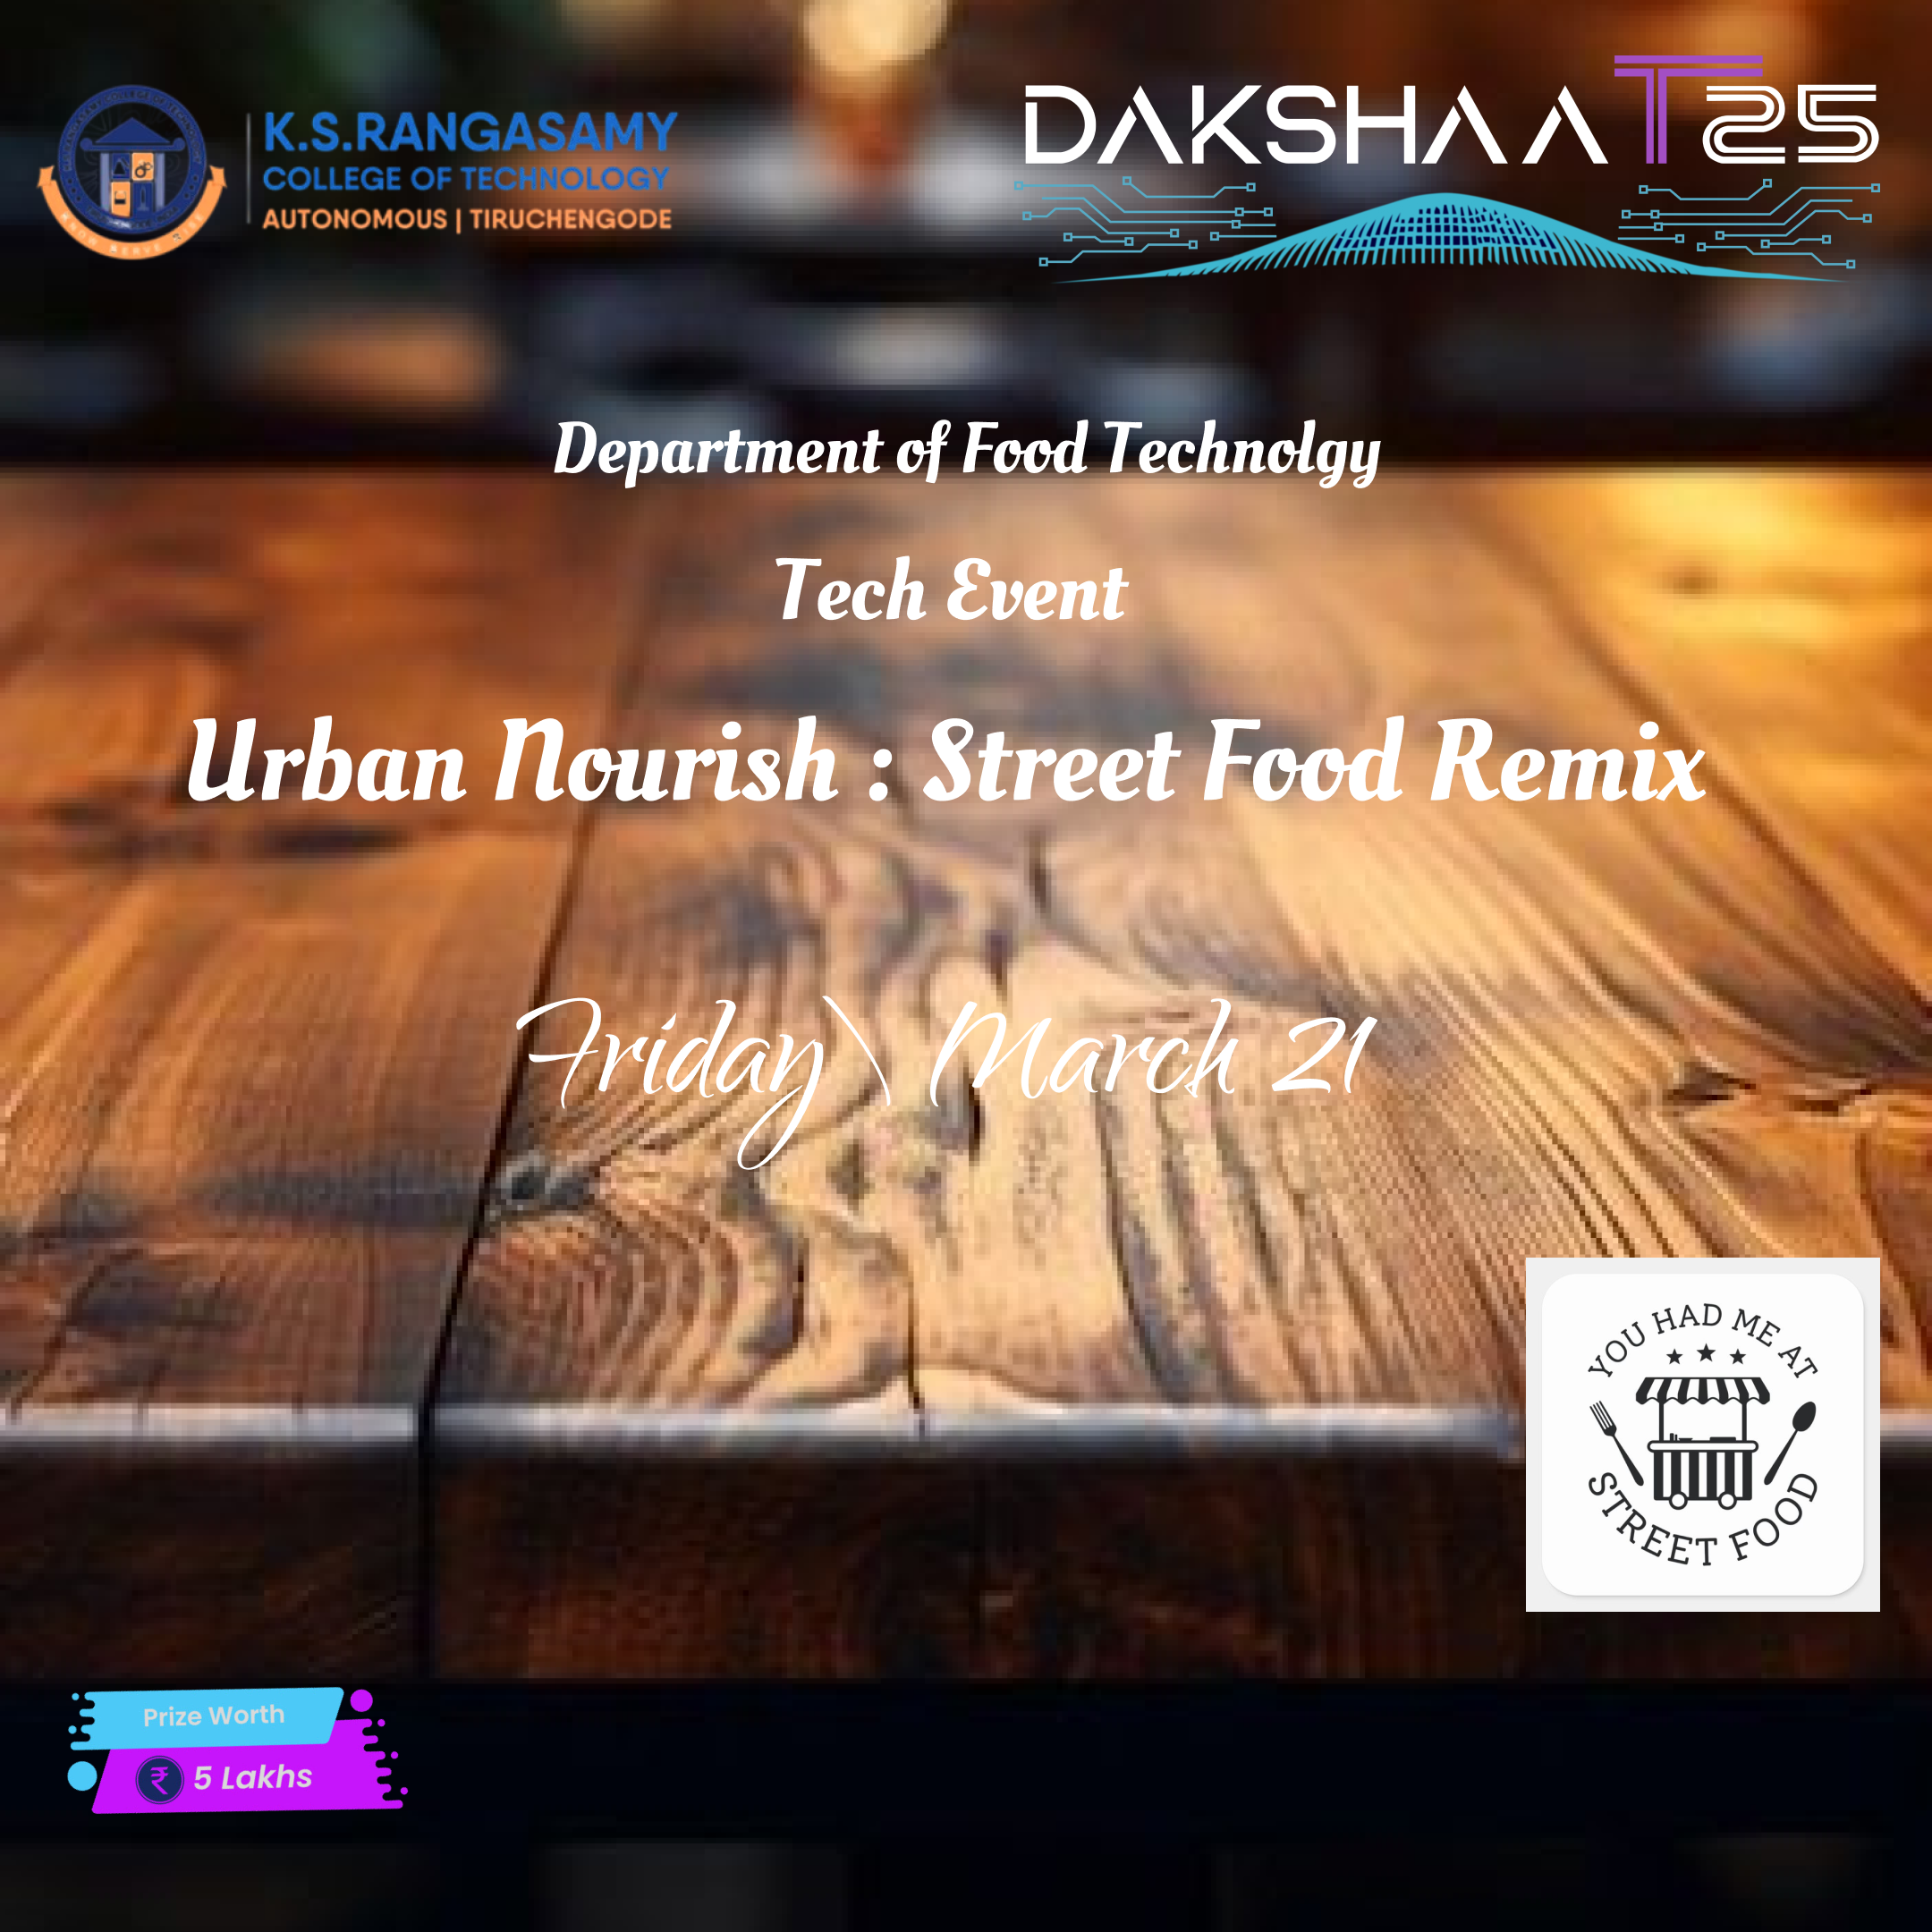 K.S.RANGASAMY
COLLEGE OF TECHNOLOGY
AUTONOMOUS | TIRUCHENGODE
DAKSHAA T25
Department of Food Technolgy
Tech Event
Urban Nourish : Street Food Remix
Friday \ March 21
YOU HAD ME AT
STREET FOOD
Prize Worth
₹ 5 Lakhs